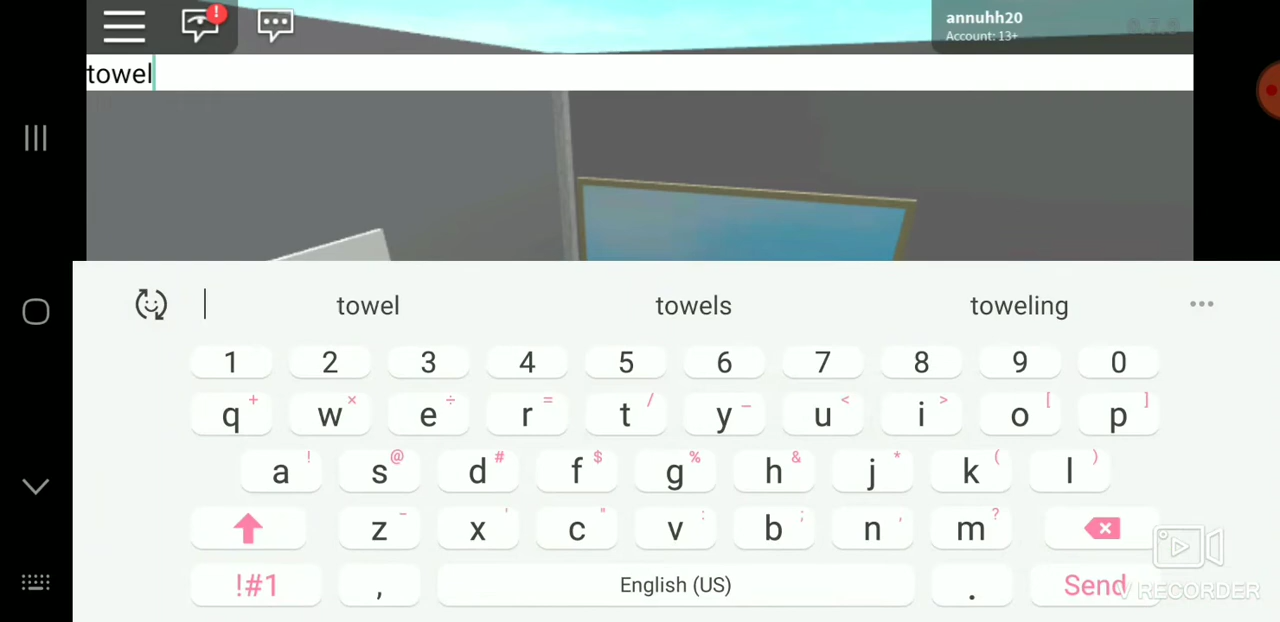 annuhh20
Account: 13+
towel
towel towels toweling
1 2 3 4 5 6 7 8 9 0
q + w × e ÷ r = t / y _ u < i > o [ p ]
a ! s @ d # f $ g % h & j * k ( l )
z - x ' c " v : b ; n , m ?
!#1 , English (US) . Send
V RECORDER